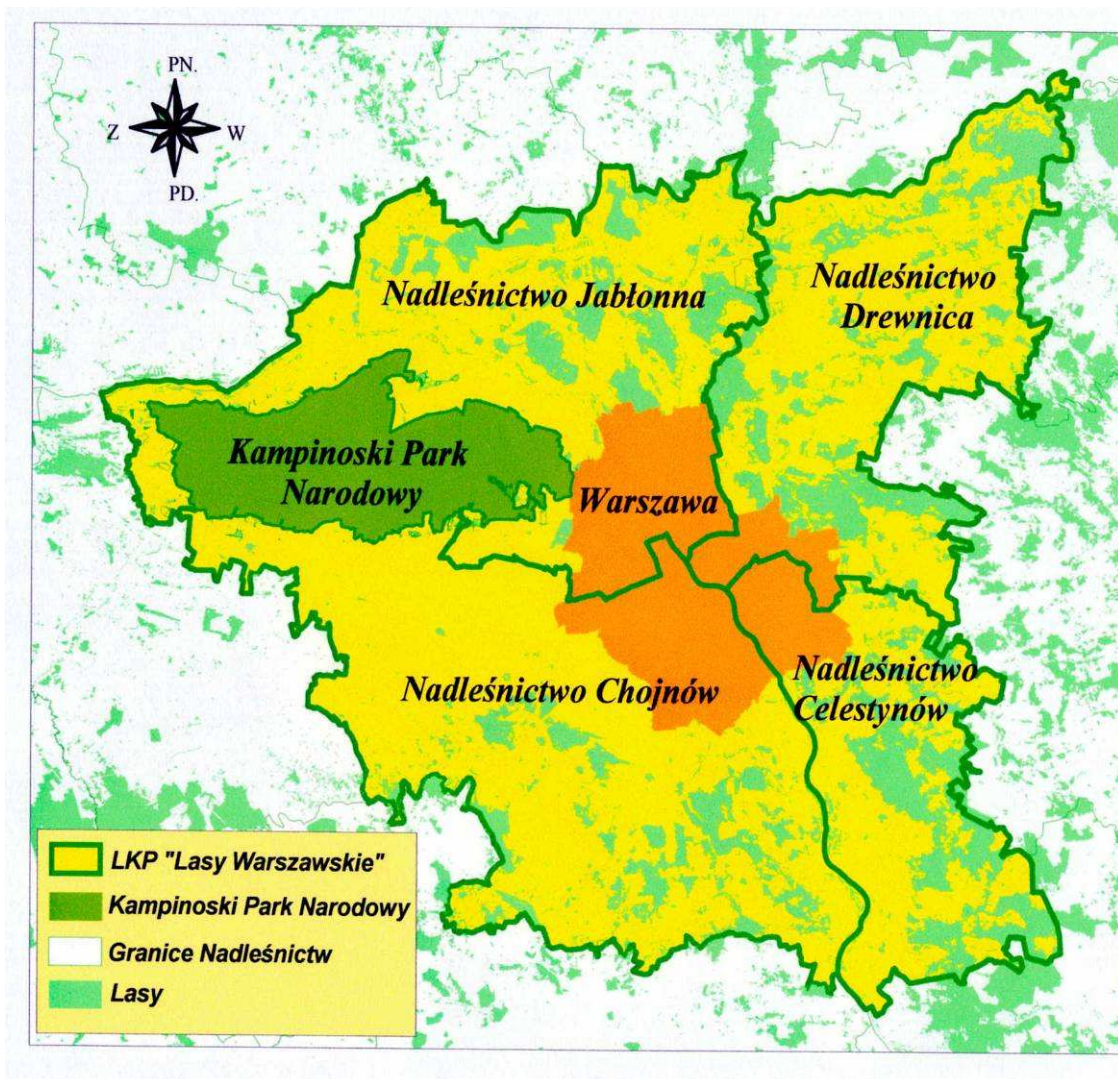 PN.
Z
W
PD.
Nadleśnictwo Jabłonna
Nadleśnictwo
Drewnica
Kampinoski Park
Narodowy
Warszawa
Nadleśnictwo Chojnów
Nadleśnictwo
Celestynów
LKP "Lasy Warszawskie"
Kampinoski Park Narodowy
Granice Nadleśnictw
Lasy